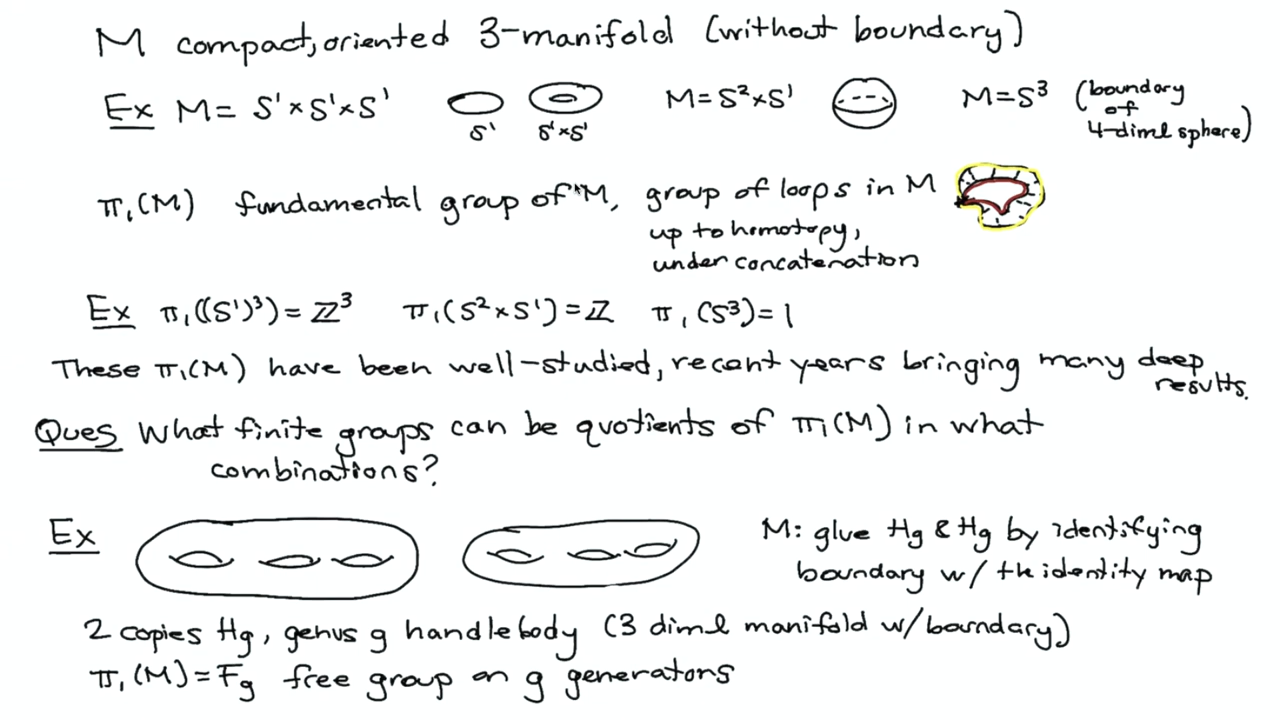 M compact, oriented 3-manifold (without boundary)
Ex M = S¹×S¹×S¹ S¹ S¹×S¹ M = S²×S¹ M = S³ (boundary of 4-diml sphere)
π₁(M) fundamental group of M, group of loops in M
up to homotopy,
under concatenation
Ex π₁((S¹)³) = ℤ³ π₁(S²×S¹) = ℤ π₁(S³) = 1
These π₁(M) have been well-studied, recent years bringing many deep
results.
Ques What finite groups can be quotients of π₁(M) in what
combinations?
Ex M: glue Hg & Hg by identifying
boundary w/ the identity map
2 copies Hg, genus g handlebody (3 diml manifold w/boundary)
π₁(M) = Fg free group on g generators